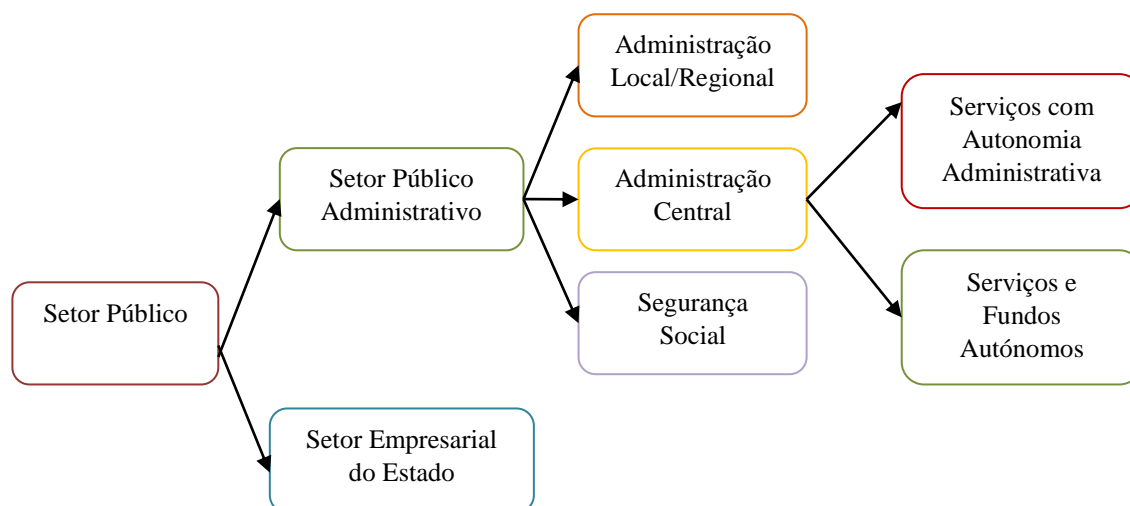 Setor Público
Setor Público
Administrativo
Setor Empresarial
do Estado
Administração
Local/Regional
Administração
Central
Segurança
Social
Serviços com
Autonomia
Administrativa
Serviços e
Fundos
Autónomos